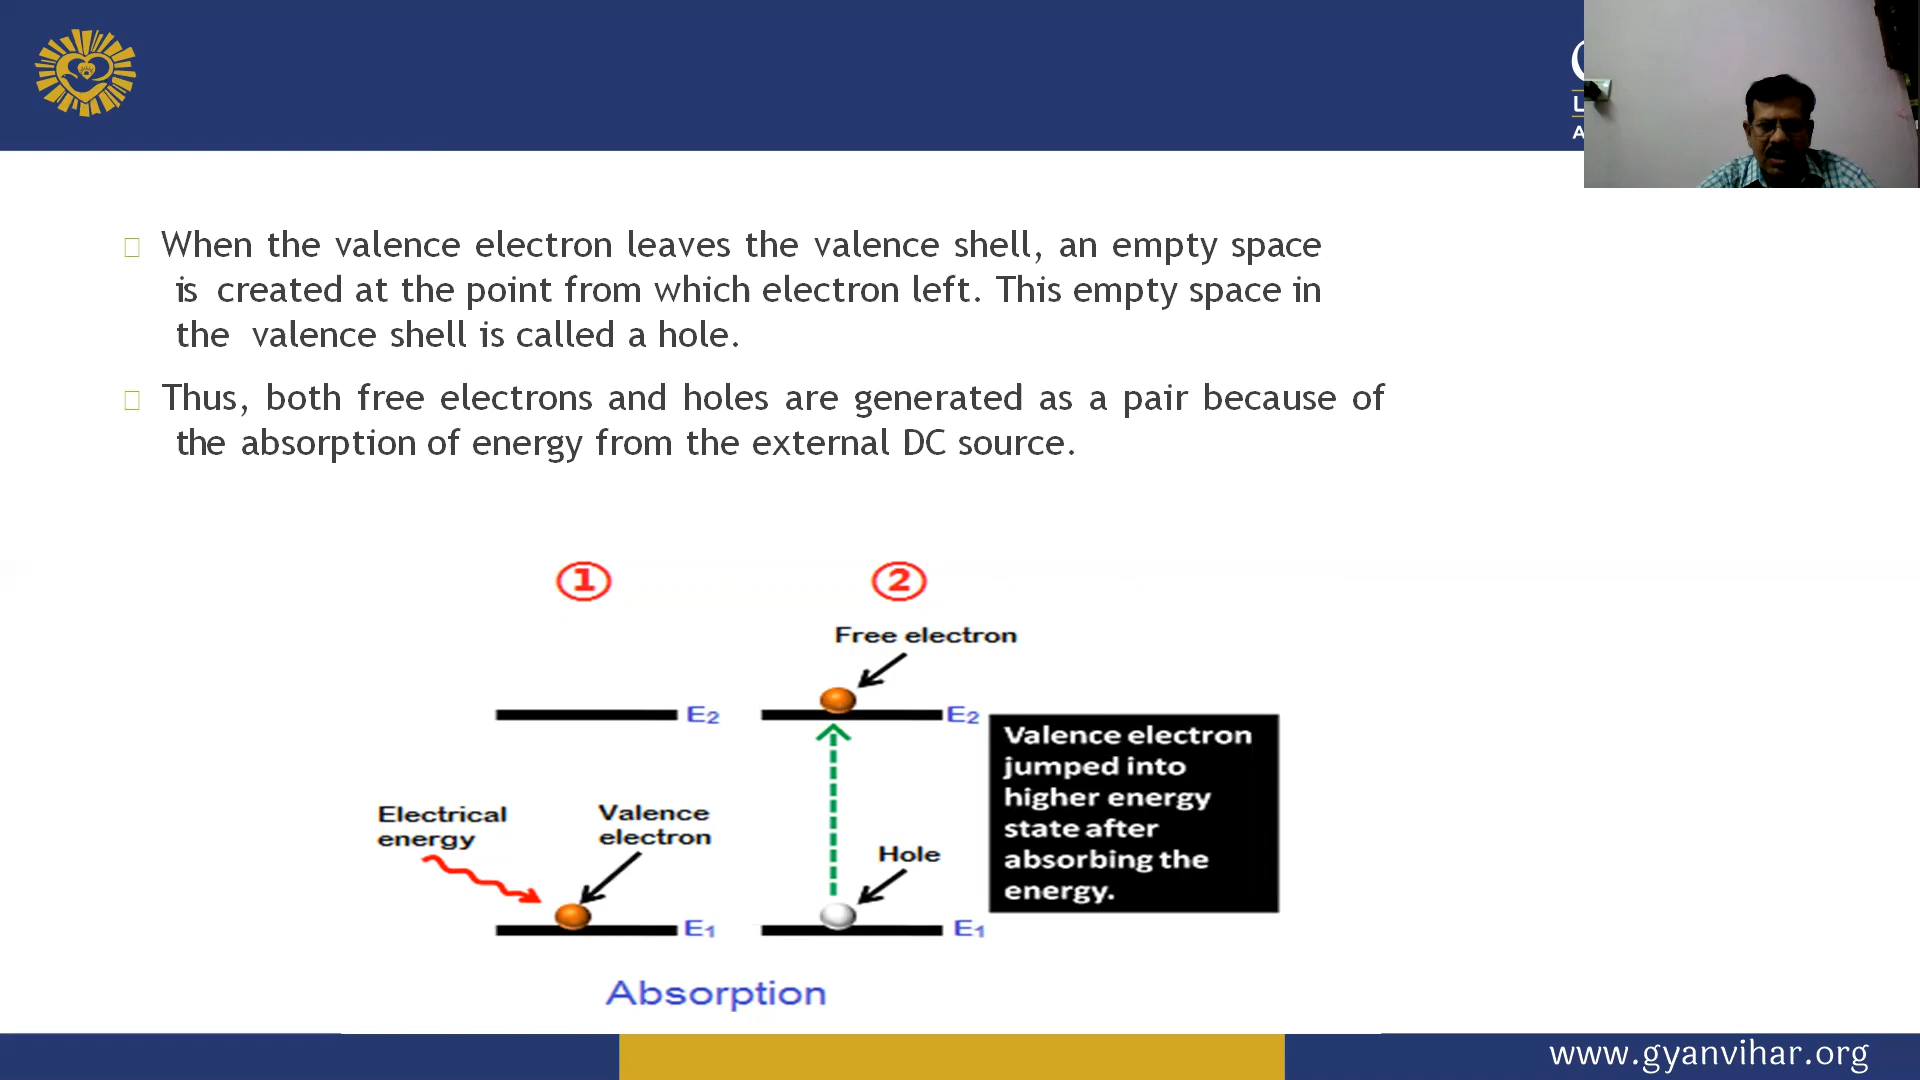 When the valence electron leaves the valence shell, an empty space
is created at the point from which electron left. This empty space in
the valence shell is called a hole.
Thus, both free electrons and holes are generated as a pair because of
the absorption of energy from the external DC source.
1
2
Free electron
E2
E2
Valence electron
jumped into
higher energy
state after
absorbing the
energy.
Electrical
energy
Valence
electron
Hole
E1
E1
Absorption
www.gyanvihar.org